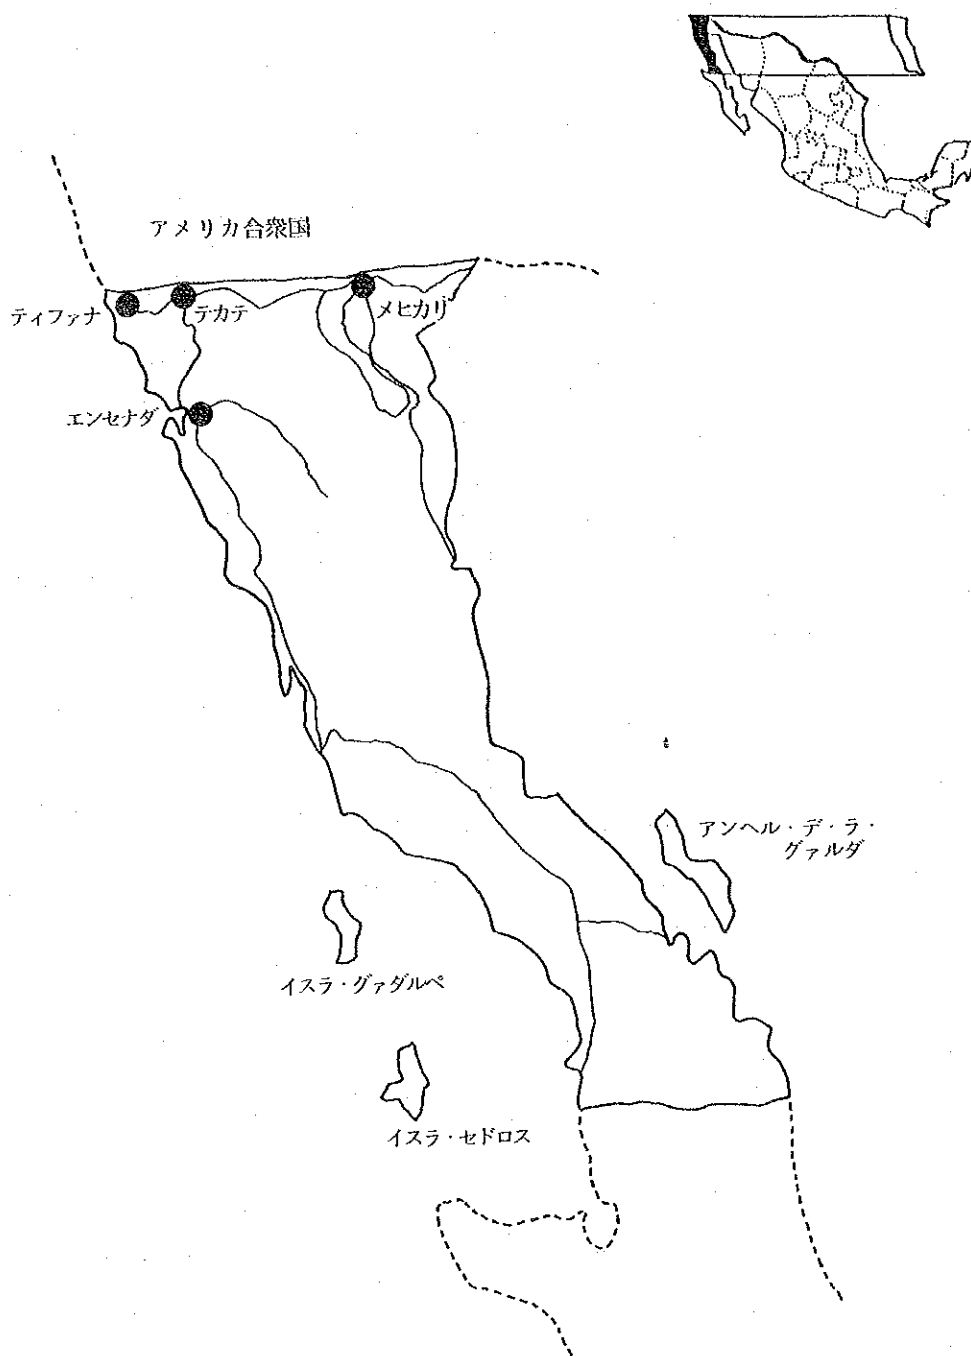 アメリカ合衆国
ティファナ
テカテ
メヒカリ
エンセナダ
アンヘル・デ・ラ・
グァルダ
イスラ・グァダルペ
イスラ・セドロス